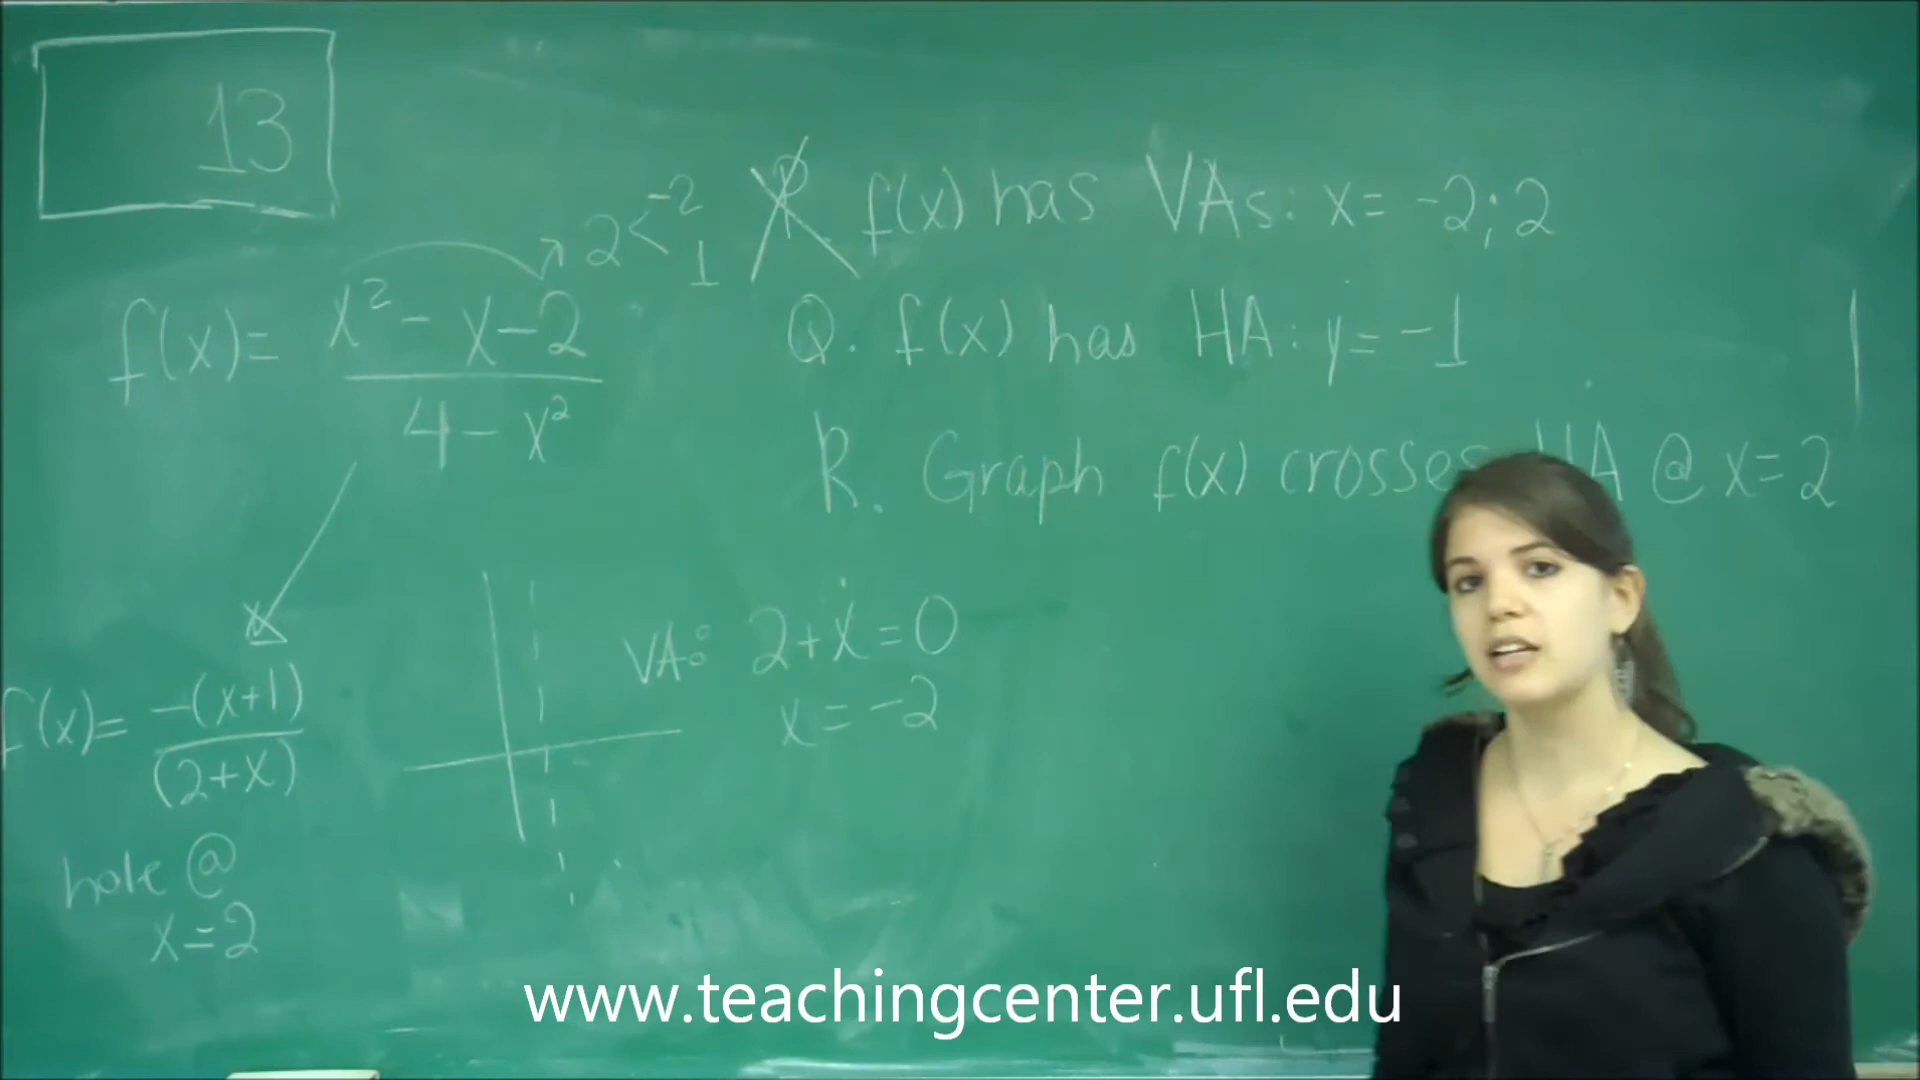 13
2 < -2
1
P. f(x) has VAs: x= -2; 2
f(x)= x² - x - 2
4 - x²
Q. f(x) has HA: y= -1
R. Graph f(x) crosses HA @ x=2
f(x)= -(x+1)
(2+x)
hole @
x=2
VA: 2+x=0
x=-2
www.teachingcenter.ufl.edu